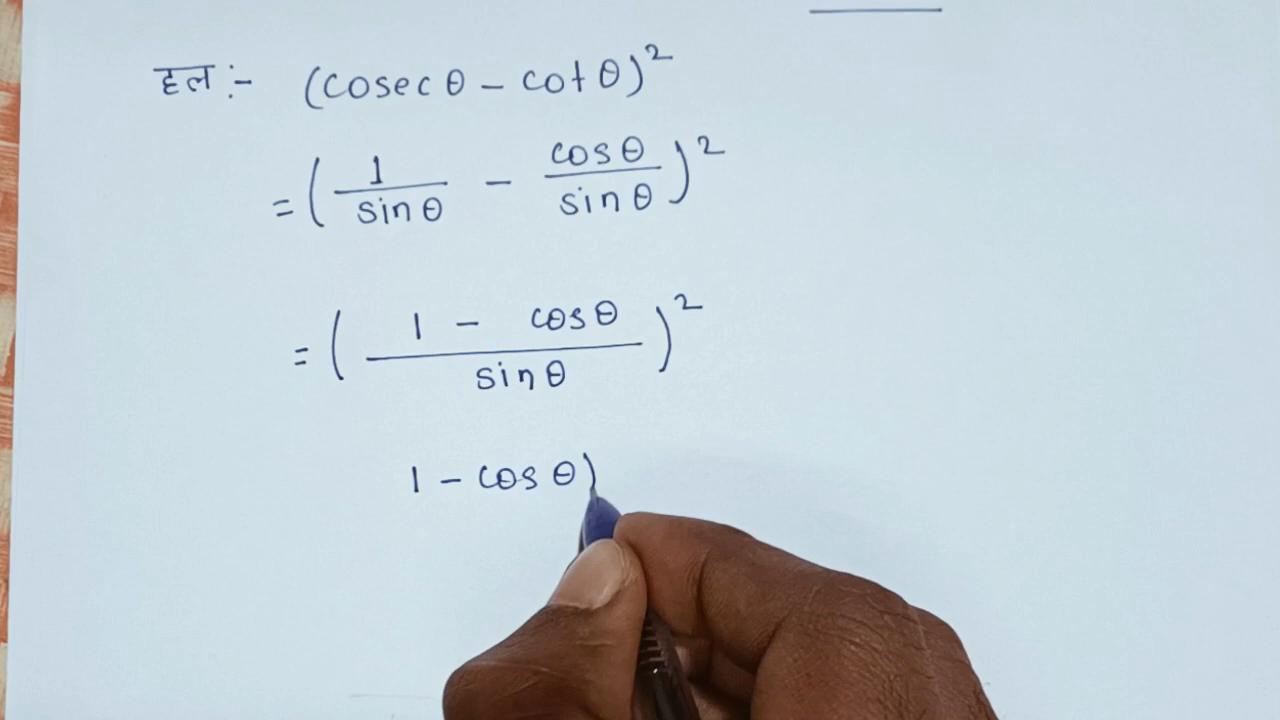 हल :- (cosec θ - cot θ)²
= (1/sin θ - cos θ/sin θ)²
= (1 - cos θ/sin θ)²
1 - cos θ)